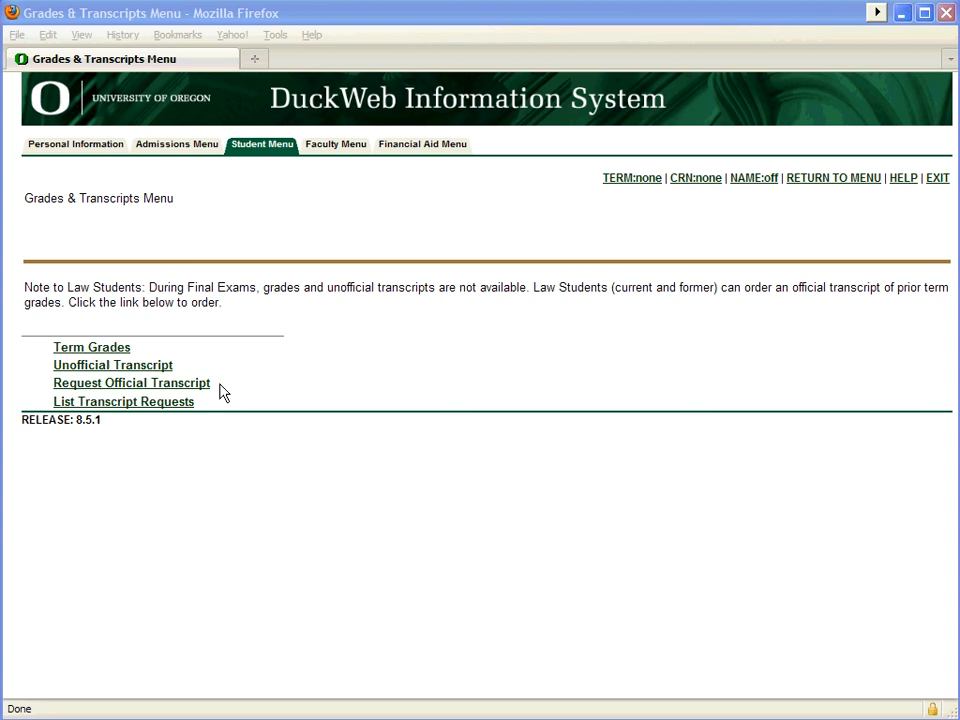 Grades & Transcripts Menu - Mozilla Firefox
File Edit View History Bookmarks Yahoo! Tools Help
Grades & Transcripts Menu
O UNIVERSITY OF OREGON DuckWeb Information System
Personal Information Admissions Menu Student Menu Faculty Menu Financial Aid Menu
TERM:none | CRN:none | NAME:off | RETURN TO MENU | HELP | EXIT
Grades & Transcripts Menu
Note to Law Students: During Final Exams, grades and unofficial transcripts are not available. Law Students (current and former) can order an official transcript of prior term
grades. Click the link below to order.
Term Grades
Unofficial Transcript
Request Official Transcript
List Transcript Requests
RELEASE: 8.5.1
Done